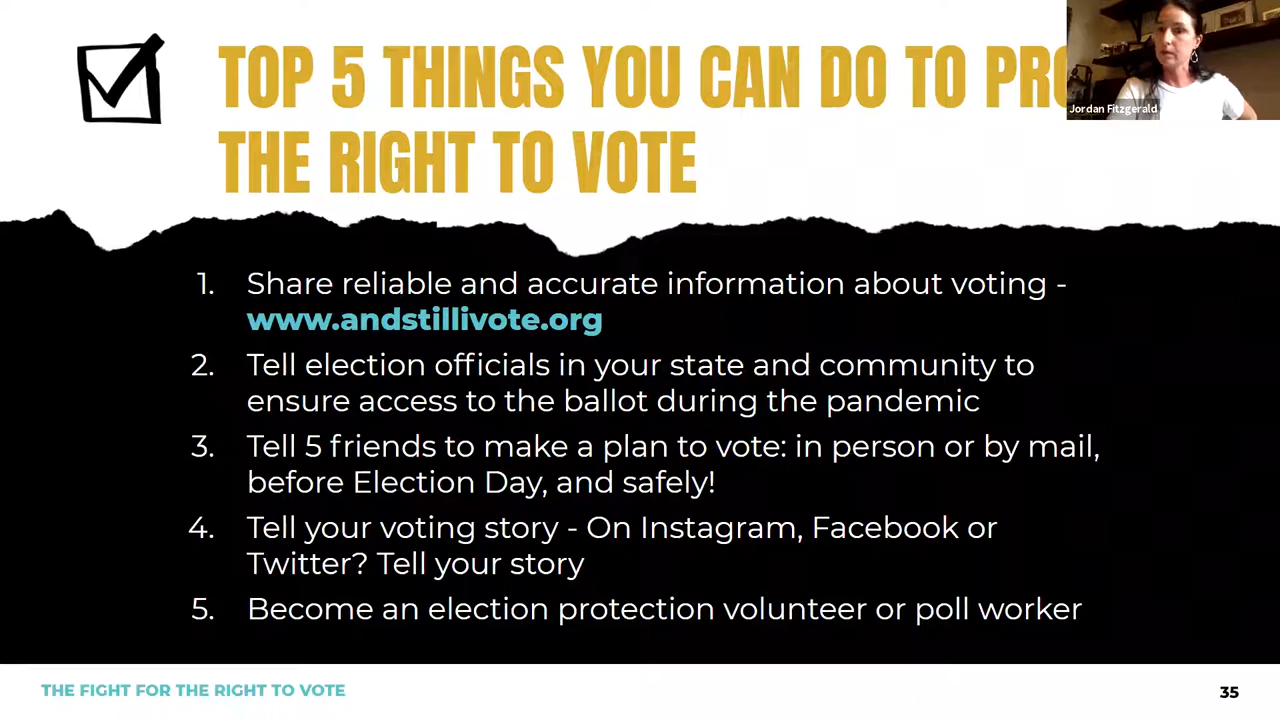 TOP 5 THINGS YOU CAN DO TO
THE RIGHT TO VOTE
Jordan Fitzgerald
1. Share reliable and accurate information about voting -
www.andstillivote.org
2. Tell election officials in your state and community to
ensure access to the ballot during the pandemic
3. Tell 5 friends to make a plan to vote: in person or by mail,
before Election Day, and safely!
4. Tell your voting story - On Instagram, Facebook or
Twitter? Tell your story
5. Become an election protection volunteer or poll worker
THE FIGHT FOR THE RIGHT TO VOTE
35